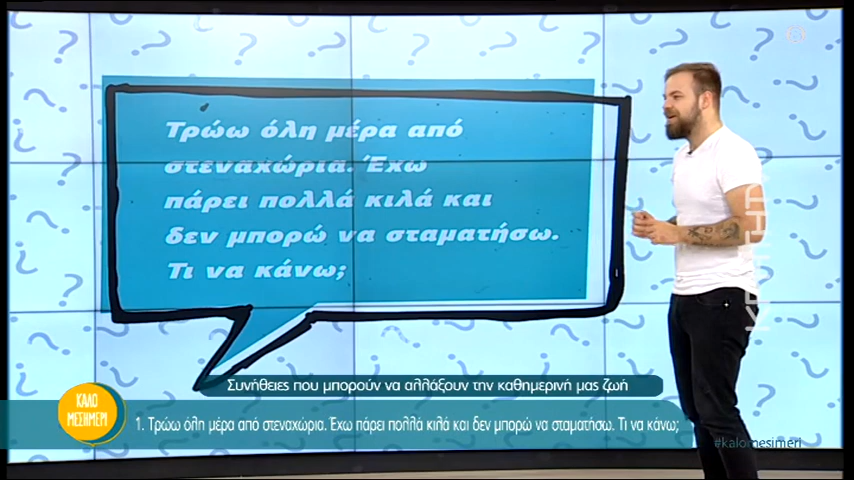 Τρώω όλη μέρα από
στεναχώρια. Έχω
πάρει πολλά κιλά και
δεν μπορώ να σταματήσω.
Τι να κάνω;
ΚΡΗΤΗ TV
Συνήθειες που μπορούν να αλλάξουν την καθημερινή μας ζωή
ΚΑΛΟ
ΜΕΣΗΜΕΡΙ
1. Τρώω όλη μέρα από στεναχώρια. Έχω πάρει πολλά κιλά και δεν μπορώ να σταματήσω. Τι να κάνω;
#kalomesimeri